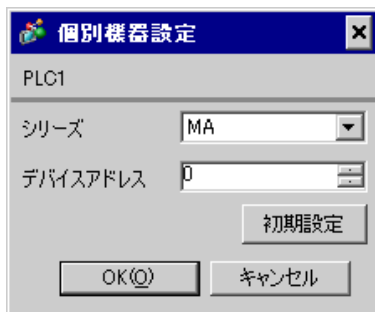 個別機器設定
PLC1
シリーズ MA
デバイスアドレス 0
初期設定
OK(O) キャンセル